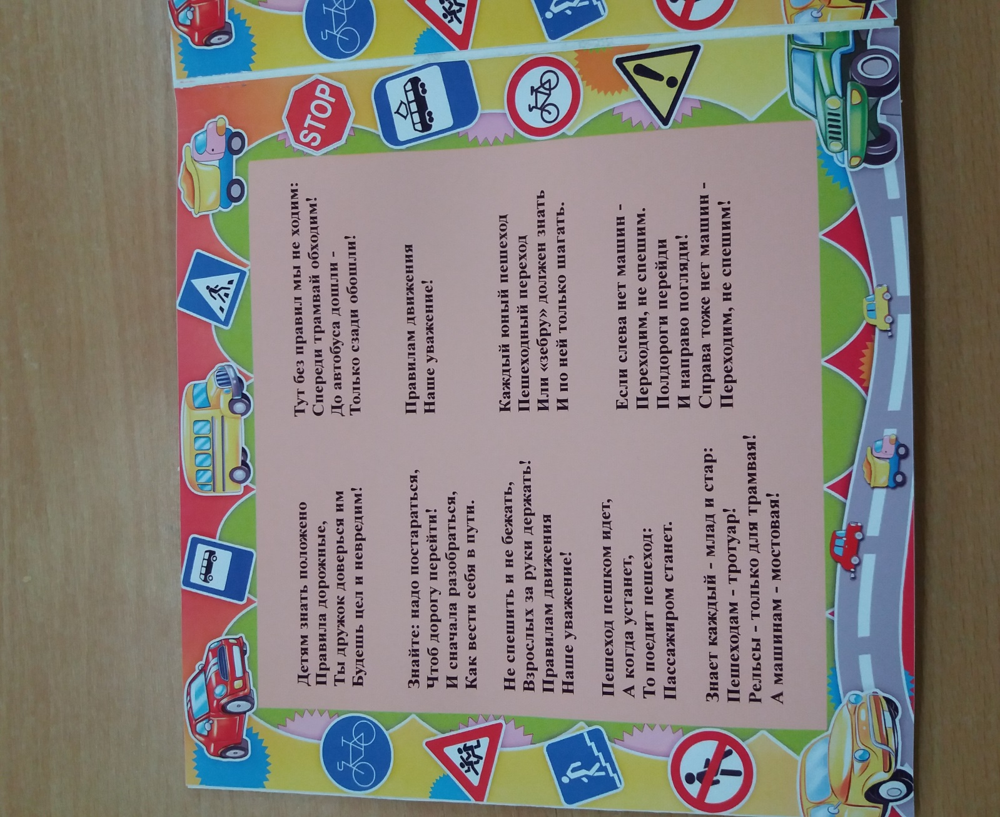 Детям знать положено
Правила дорожные,
Ты дружок доверься им
Будешь цел и невредим!
Знайте: надо постараться,
Чтоб дорогу перейти!
И сначала разобраться,
Как вести себя в пути.
Не спешить и не бежать,
Взрослых за руки держать!
Правилам движения
Наше уважение!
Пешеход пешком идет,
А когда устанет,
То поедит пешеход:
Пассажиром станет.
Знает каждый - млад и стар:
Пешеходам - тротуар!
Рельсы - только для трамвая!
А машинам - мостовая!
Тут без правил мы не ходим:
Спереди трамвай обходим!
До автобуса дошли -
Только сзади обошли!
Правилам движения
Наше уважение!
Каждый юный пешеход
Пешеходный переход
Или «зебру» должен знать
И по ней только шагать.
Если слева нет машин -
Переходим, не спешим.
Полдороги перейди
И направо погляди!
Справа тоже нет машин -
Переходим, не спешим!
STOP